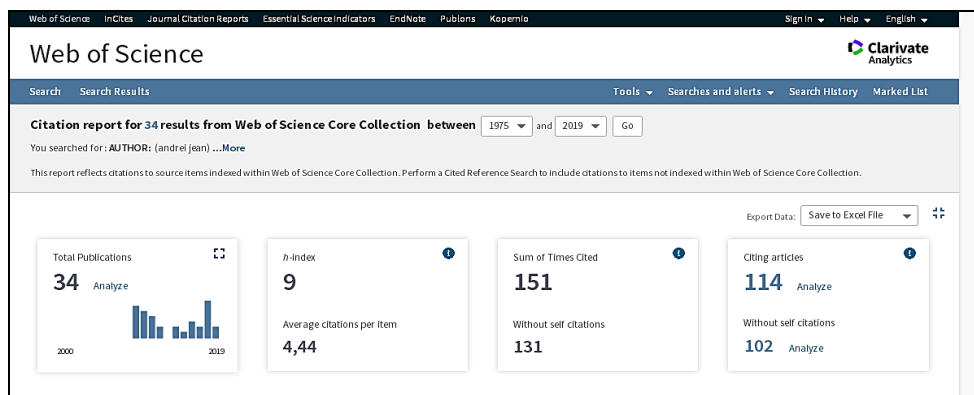 Web of Science InCites Journal Citation Reports Essential Science Indicators EndNote Publons Kopernio Sign In Help English
Web of Science
Clarivate
Analytics
Search Search Results Tools Searches and alerts Search History Marked List
Citation report for 34 results from Web of Science Core Collection between 1975 and 2019 Go
You searched for: AUTHOR: (andrei jean) ...More
This report reflects citations to source items indexed within Web of Science Core Collection. Perform a Cited Reference Search to include citations to items not indexed within Web of Science Core Collection.
Export Data: Save to Excel File
Total Publications
34 Analyze
2000 2019
h-index
9
Average citations per item
4,44
Sum of Times Cited
151
Without self citations
131
Citing articles
114 Analyze
Without self citations
102 Analyze